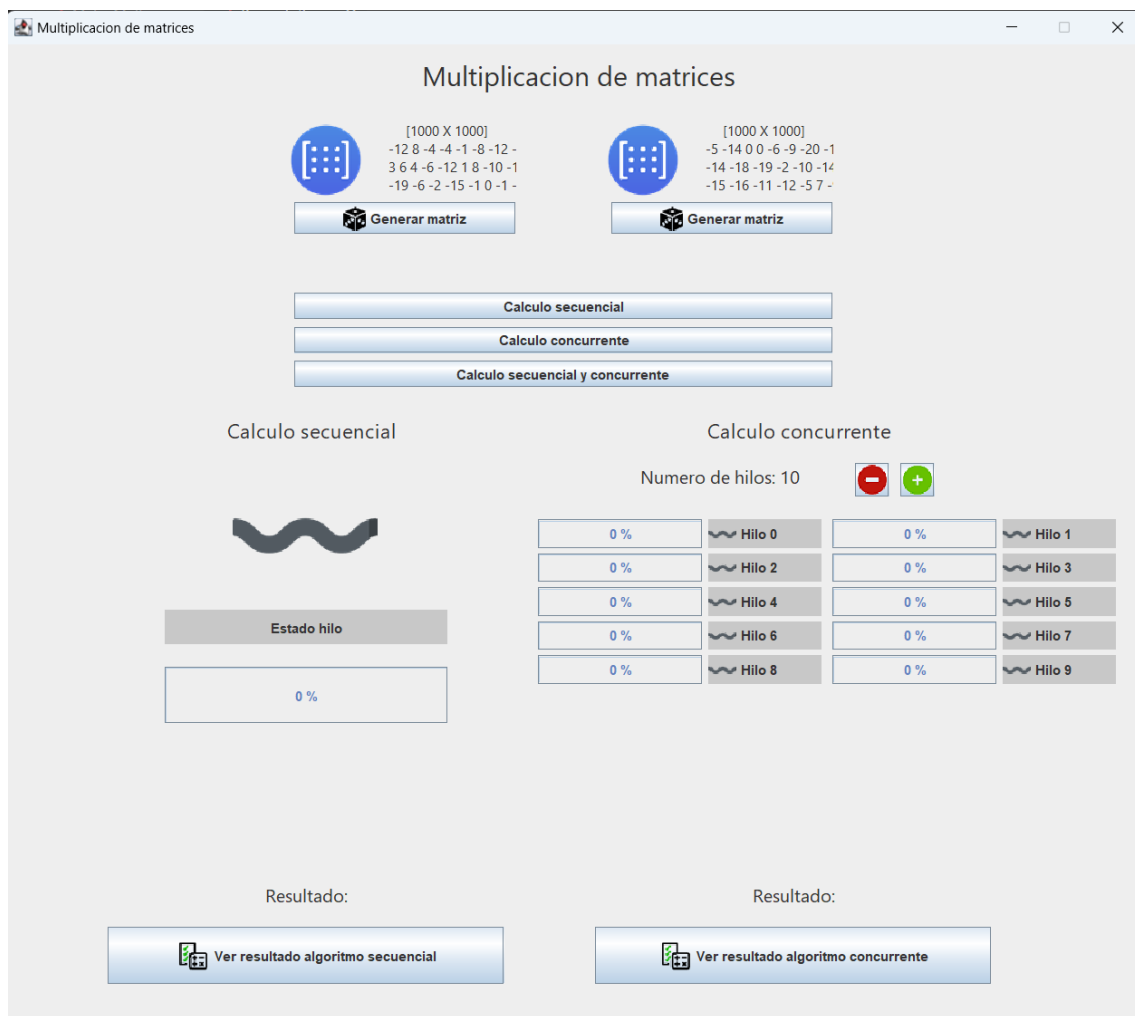 Multiplicacion de matrices
Multiplicacion de matrices
[1000 X 1000]
-12 8 -4 -4 -1 -8 -12 -
3 6 4 -6 -12 1 8 -10 -1
-19 -6 -2 -15 -1 0 -1 -
Generar matriz
[1000 X 1000]
-5 -14 0 0 -6 -9 -20 -1
-14 -18 -19 -2 -10 -14
-15 -16 -11 -12 -5 7 -
Generar matriz
Calculo secuencial
Calculo concurrente
Calculo secuencial y concurrente
Calculo secuencial
Estado hilo
0 %
Calculo concurrente
Numero de hilos: 10
0 % Hilo 0 0 % Hilo 1
0 % Hilo 2 0 % Hilo 3
0 % Hilo 4 0 % Hilo 5
0 % Hilo 6 0 % Hilo 7
0 % Hilo 8 0 % Hilo 9
Resultado:
Ver resultado algoritmo secuencial
Resultado:
Ver resultado algoritmo concurrente